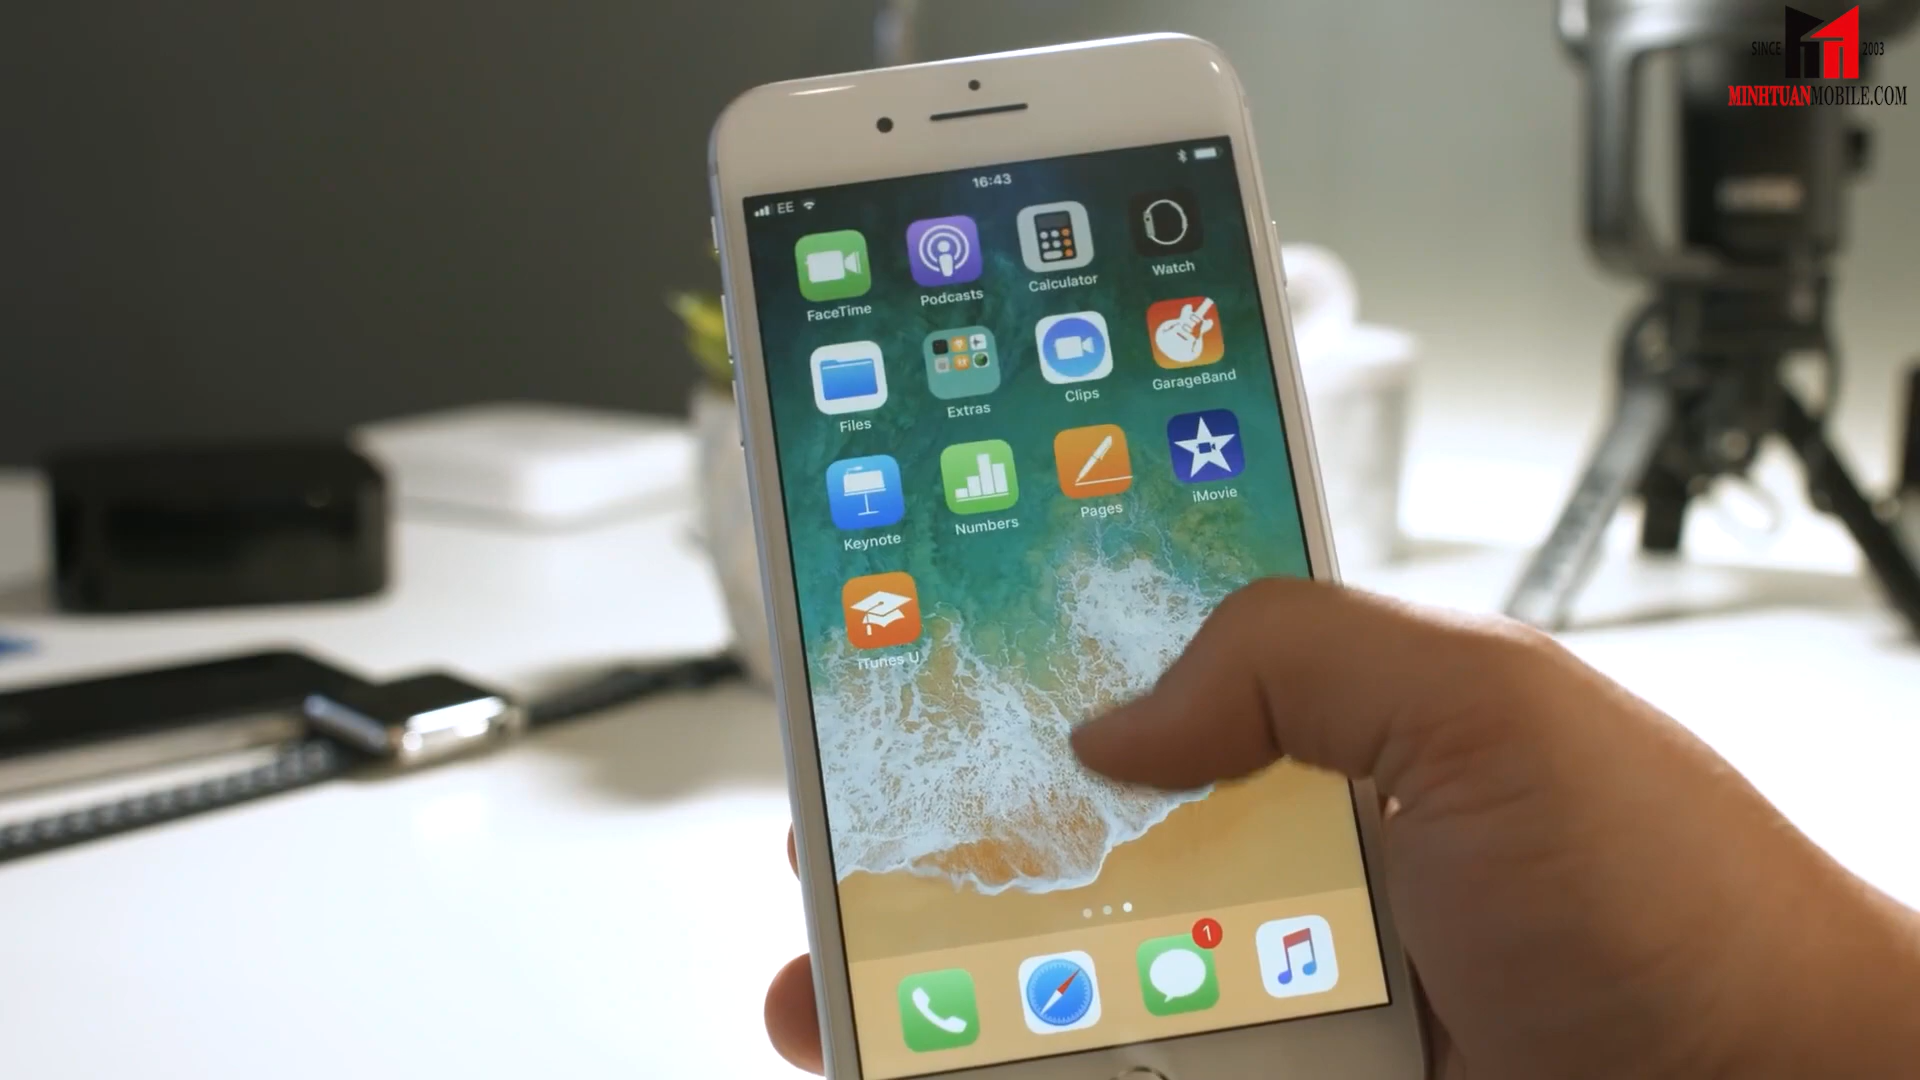 SINCE 2003
MINHTUANMOBILE.COM
16:43
EE
FaceTime
Podcasts
Calculator
Watch
Files
Extras
Clips
GarageBand
Keynote
Numbers
Pages
iMovie
iTunes U
1